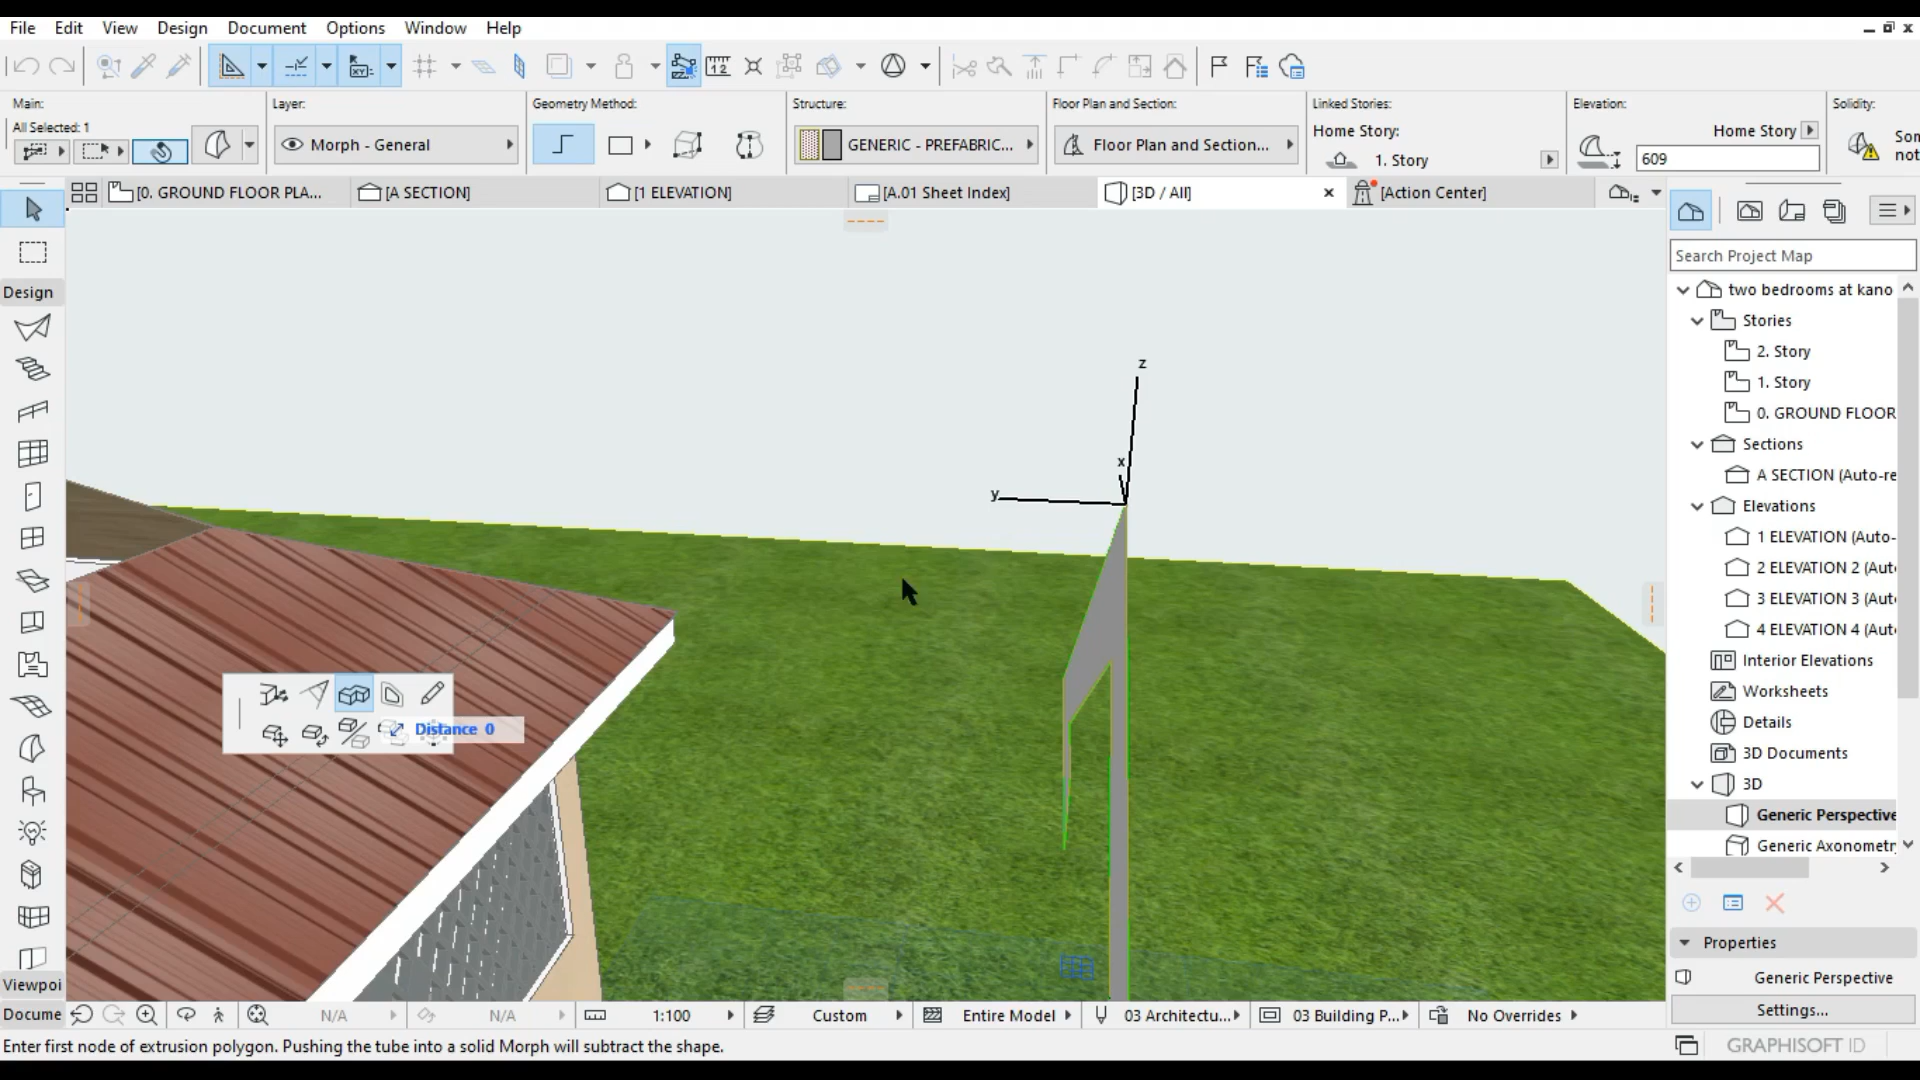 File Edit View Design Document Options Window Help
Main:
All Selected: 1
Layer:
Morph - General
Geometry Method:
Structure:
GENERIC - PREFABRIC...
Floor Plan and Section:
Floor Plan and Section...
Linked Stories:
Home Story:
1. Story
Elevation:
Home Story
609
Solidity:
Som
not
[0. GROUND FLOOR PLA...
[A SECTION]
[1 ELEVATION]
[A.01 Sheet Index]
[3D / All]
[Action Center]
Design
Viewpoi
Docume
z
x
y
Distance 0
Search Project Map
two bedrooms at kano
Stories
2. Story
1. Story
0. GROUND FLOOR
Sections
A SECTION (Auto-re
Elevations
1 ELEVATION (Auto-
2 ELEVATION 2 (Aut
3 ELEVATION 3 (Aut
4 ELEVATION 4 (Aut
Interior Elevations
Worksheets
Details
3D Documents
3D
Generic Perspective
Generic Axonometr
Properties
Generic Perspective
Settings...
N/A
N/A
1:100
Custom
Entire Model
03 Architectu...
03 Building P...
No Overrides
Enter first node of extrusion polygon. Pushing the tube into a solid Morph will subtract the shape.
GRAPHISOFT ID